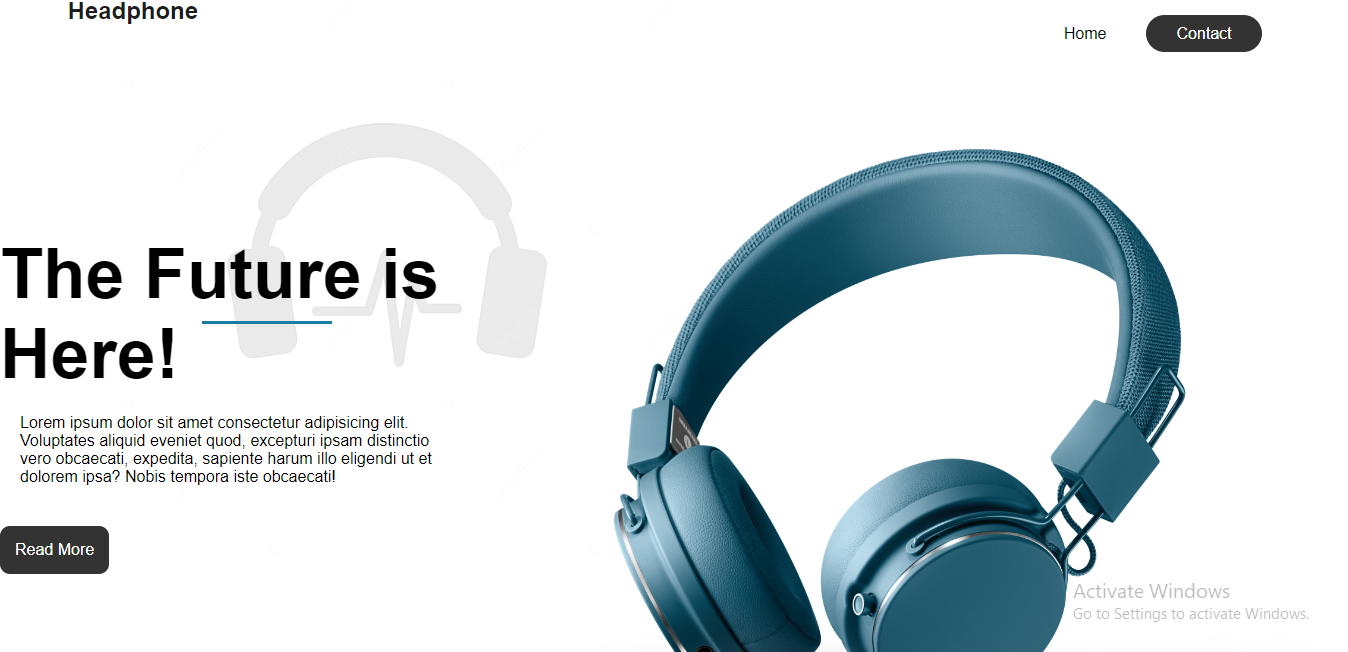 Headphone
Home
Contact
The Future is
Here!
Lorem ipsum dolor sit amet consectetur adipisicing elit.
Voluptates aliquid eveniet quod, excepturi ipsam distinctio
vero obcaecati, expedita, sapiente harum illo eligendi ut et
dolorem ipsa? Nobis tempora iste obcaecati!
Read More
Activate Windows
Go to Settings to activate Windows.